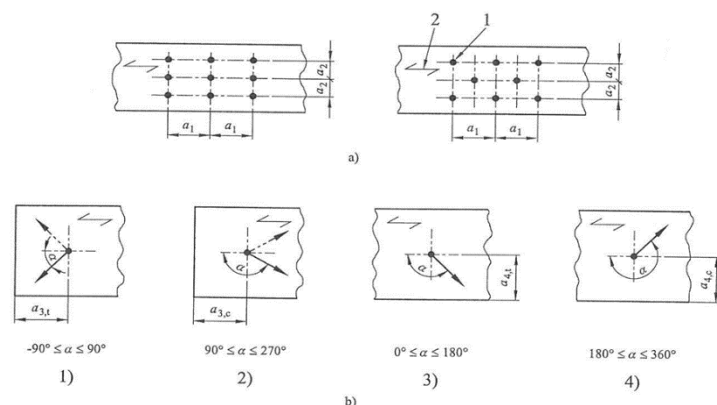 2
1
a₂
a₂
a₂
a₂
a₁
a₁
a₁
a₁
a)
α
α
α
α
a₃,t
a₃,c
a₄,t
a₄,c
-90° ≤ α ≤ 90°
90° ≤ α ≤ 270°
0° ≤ α ≤ 180°
180° ≤ α ≤ 360°
1)
2)
3)
4)
b)